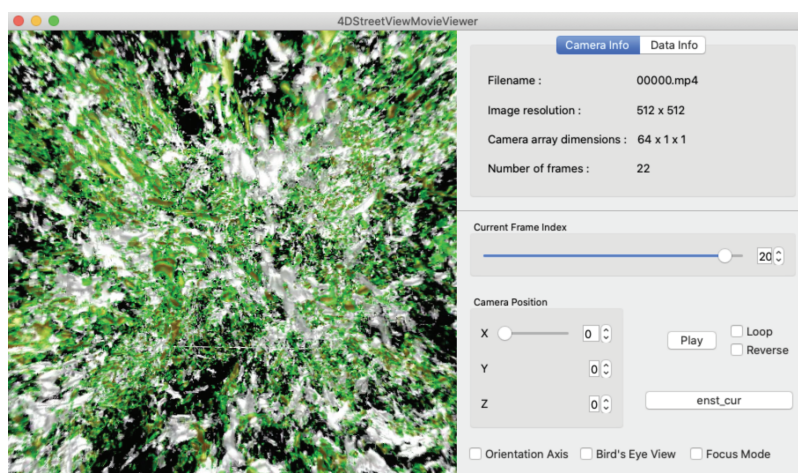 4DStreetViewMovieViewer
Camera Info Data Info
Filename : 00000.mp4
Image resolution : 512 x 512
Camera array dimensions : 64 x 1 x 1
Number of frames : 22
Current Frame Index
20
Camera Position
X 0
Y 0
Z 0
Play
Loop
Reverse
enst_cur
Orientation Axis Bird's Eye View Focus Mode